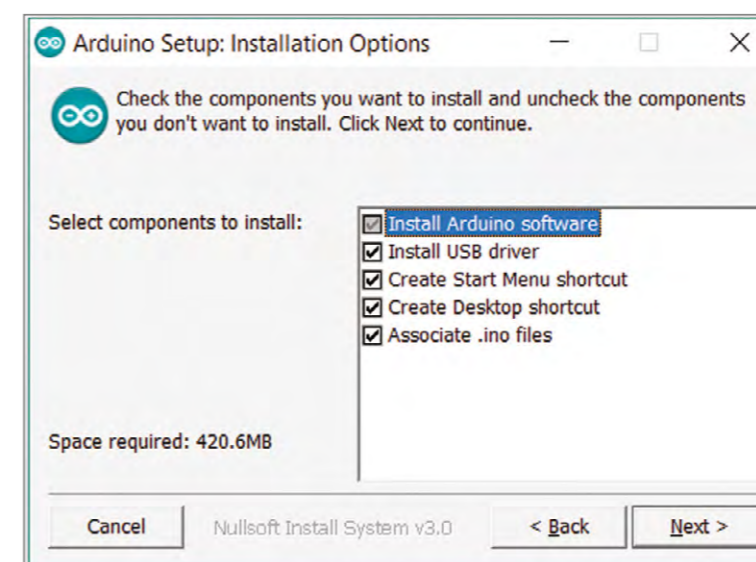 Arduino Setup: Installation Options
Check the components you want to install and uncheck the components
you don't want to install. Click Next to continue.
Select components to install:
Install Arduino software
Install USB driver
Create Start Menu shortcut
Create Desktop shortcut
Associate .ino files
Space required: 420.6MB
Cancel
Nullsoft Install System v3.0
< Back
Next >